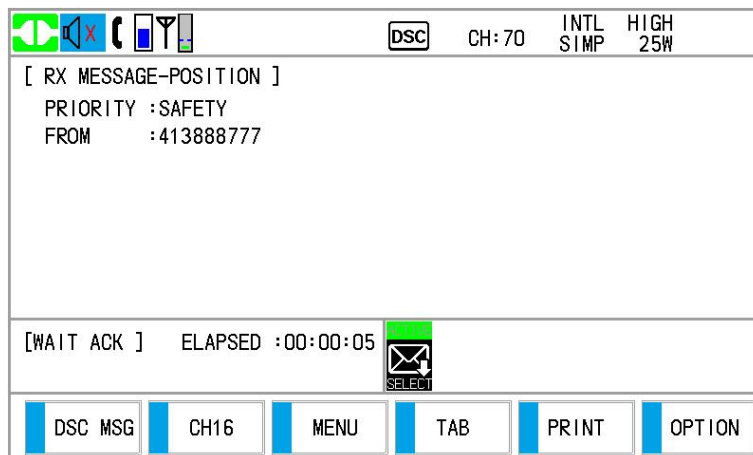 DSC CH:70 INTL HIGH
SIMP 25W
[ RX MESSAGE-POSITION ]
PRIORITY :SAFETY
FROM :413888777
[WAIT ACK ] ELAPSED :00:00:05
SELECT
DSC MSG CH16 MENU TAB PRINT OPTION